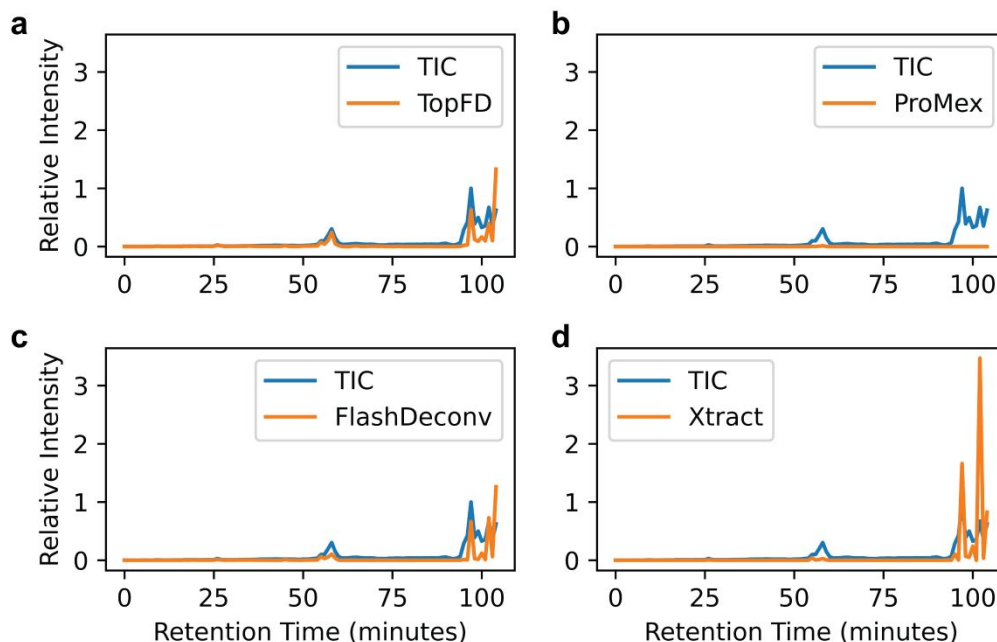 a
3
2
1
0
Relative Intensity
TIC
TopFD
0 25 50 75 100
b
3
2
1
0
TIC
ProMex
0 25 50 75 100
c
3
2
1
0
Relative Intensity
TIC
FlashDeconv
0 25 50 75 100
Retention Time (minutes)
d
3
2
1
0
TIC
Xtract
0 25 50 75 100
Retention Time (minutes)